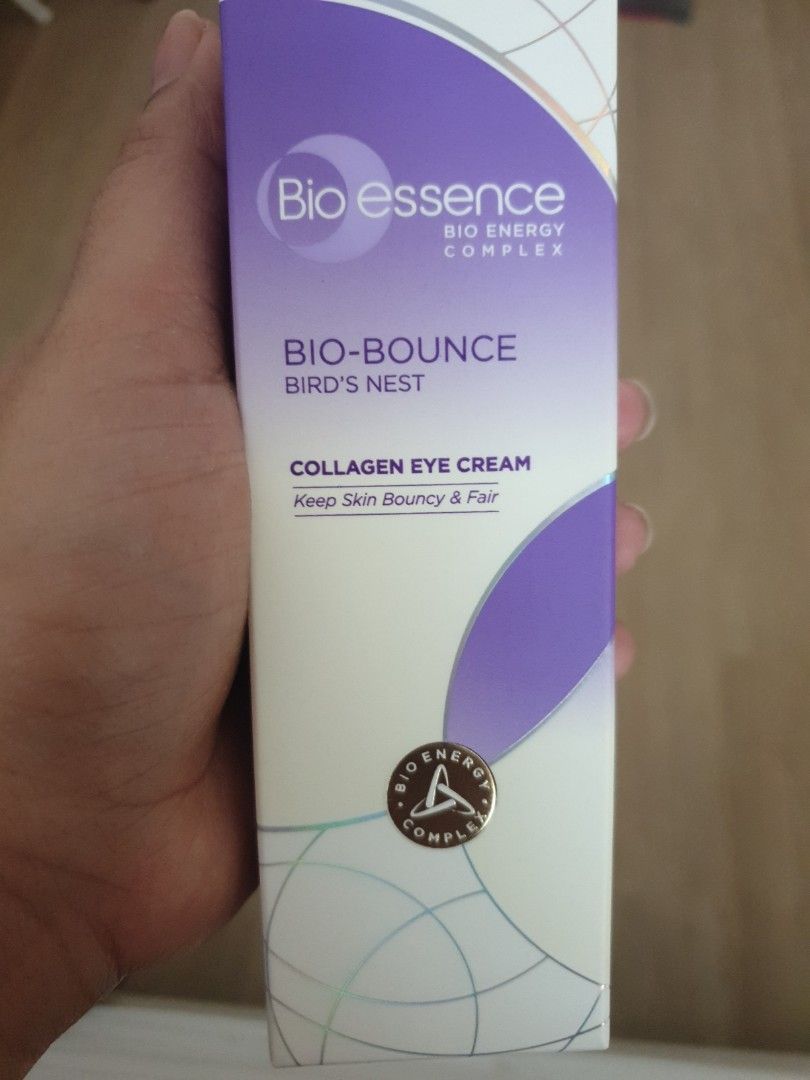 Bio essence
BIO ENERGY
COMPLEX
BIO-BOUNCE
BIRD'S NEST
COLLAGEN EYE CREAM
Keep Skin Bouncy & Fair
BIO ENERGY
COMPLEX